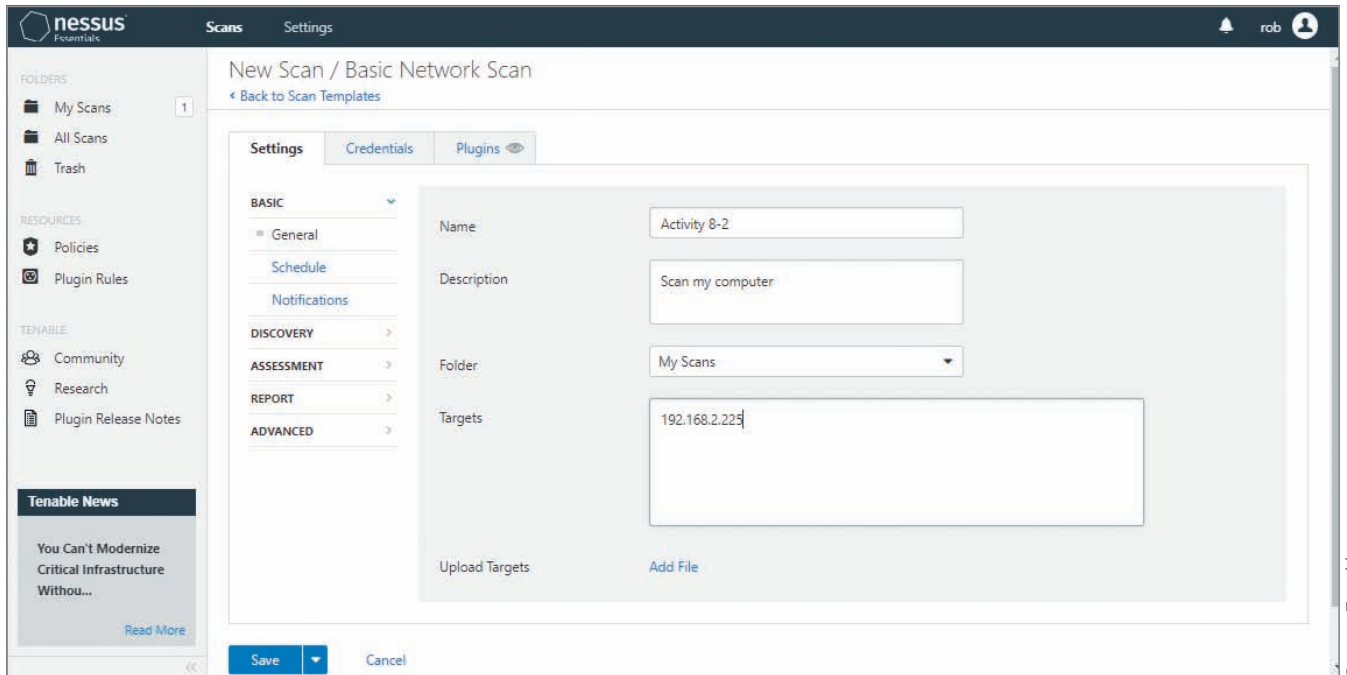 nessus
Essentials
Scans
Settings
rob
FOLDERS
My Scans
1
All Scans
Trash
RESOURCES
Policies
Plugin Rules
TENABLE
Community
Research
Plugin Release Notes
Tenable News
You Can't Modernize
Critical Infrastructure
Withou...
Read More
New Scan / Basic Network Scan
Back to Scan Templates
Settings
Credentials
Plugins
BASIC
General
Schedule
Notifications
DISCOVERY
ASSESSMENT
REPORT
ADVANCED
Name
Activity 8-2
Description
Scan my computer
Folder
My Scans
Targets
192.168.2.225
Upload Targets
Add File
Save
Cancel